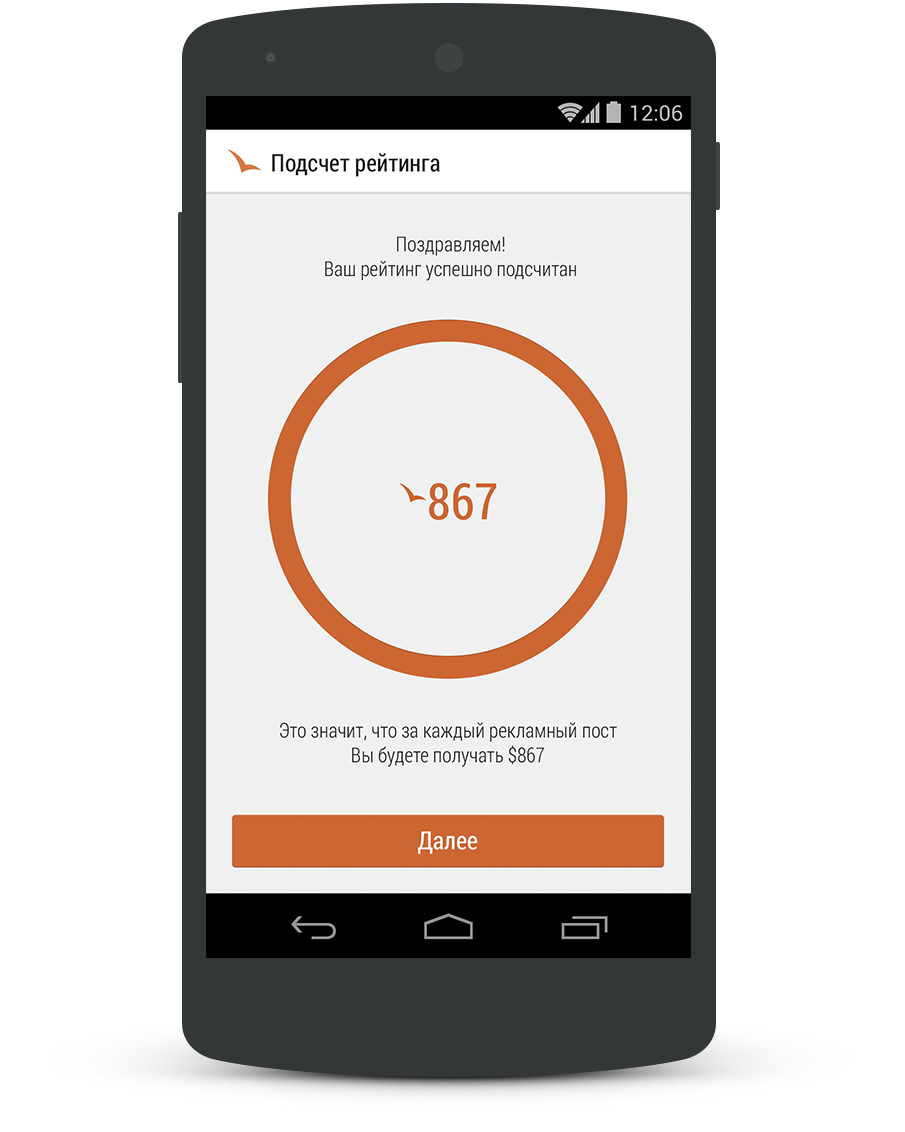 12:06
Подсчет рейтинга
Поздравляем!
Ваш рейтинг успешно подсчитан
867
Это значит, что за каждый рекламный пост
Вы будете получать $867
Далее